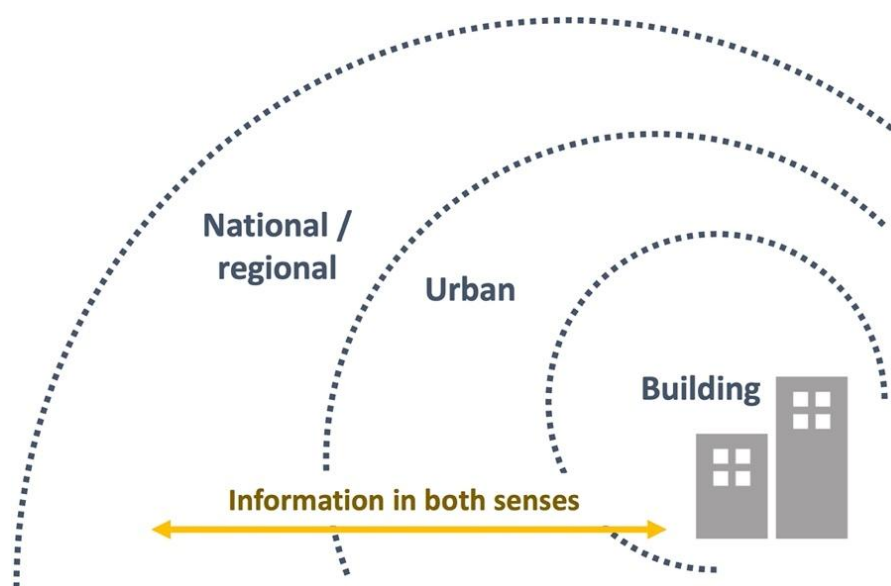 National /
regional
Urban
Building
Information in both senses